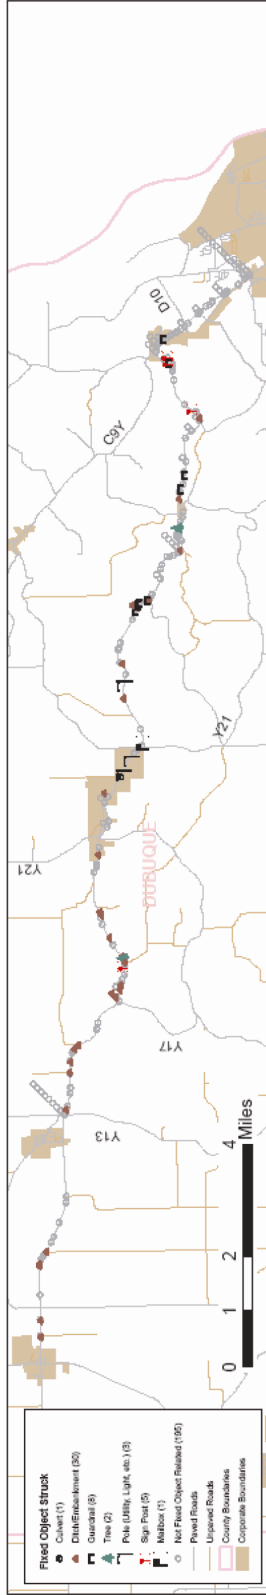 Fixed Object Struck
Culvert (1)
Ditch/Embankment (30)
Guardrail (8)
Tree (2)
Pole (Utility, Light, etc.) (3)
Sign Post (5)
Mailbox (1)
Not Fixed Object Related (195)
Paved Roads
Unpaved Roads
County Boundaries
Corporate Boundaries
0 1 2 4
Miles
Y13
Y17
Y21
DUBUQUE
Y21
C9Y
D10